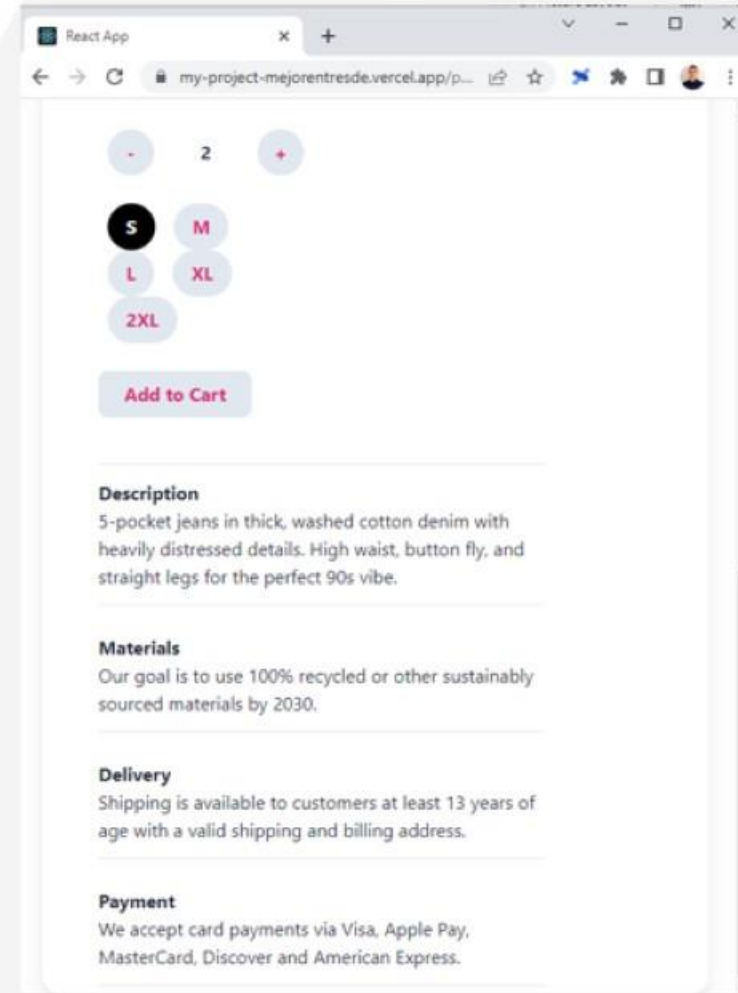 React App
my-project-mejorentresde.vercel.app/p...
- 2 +
S M
L XL
2XL
Add to Cart
Description
5-pocket jeans in thick, washed cotton denim with
heavily distressed details. High waist, button fly, and
straight legs for the perfect 90s vibe.
Materials
Our goal is to use 100% recycled or other sustainably
sourced materials by 2030.
Delivery
Shipping is available to customers at least 13 years of
age with a valid shipping and billing address.
Payment
We accept card payments via Visa, Apple Pay,
MasterCard, Discover and American Express.